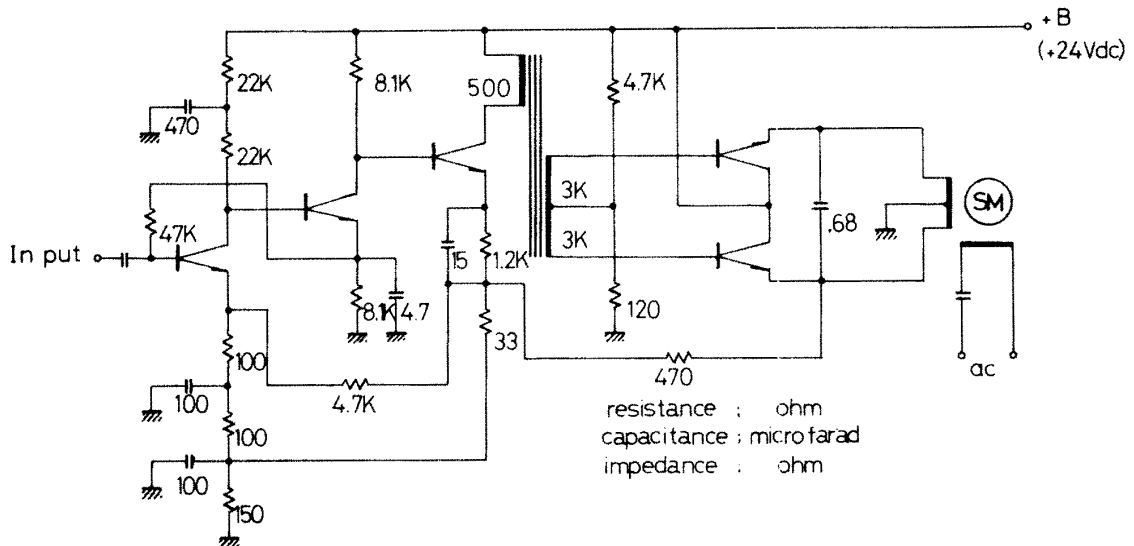 +B
(+24Vdc)
22K
8.1K
500
4.7K
470
22K
3K
SM
47K
.68
In put
15
1.2K
3K
8.1K
4.7
120
33
100
ac
4.7K
470
100
resistance ; ohm
100
capacitance ; micro farad
impedance ; ohm
100
150